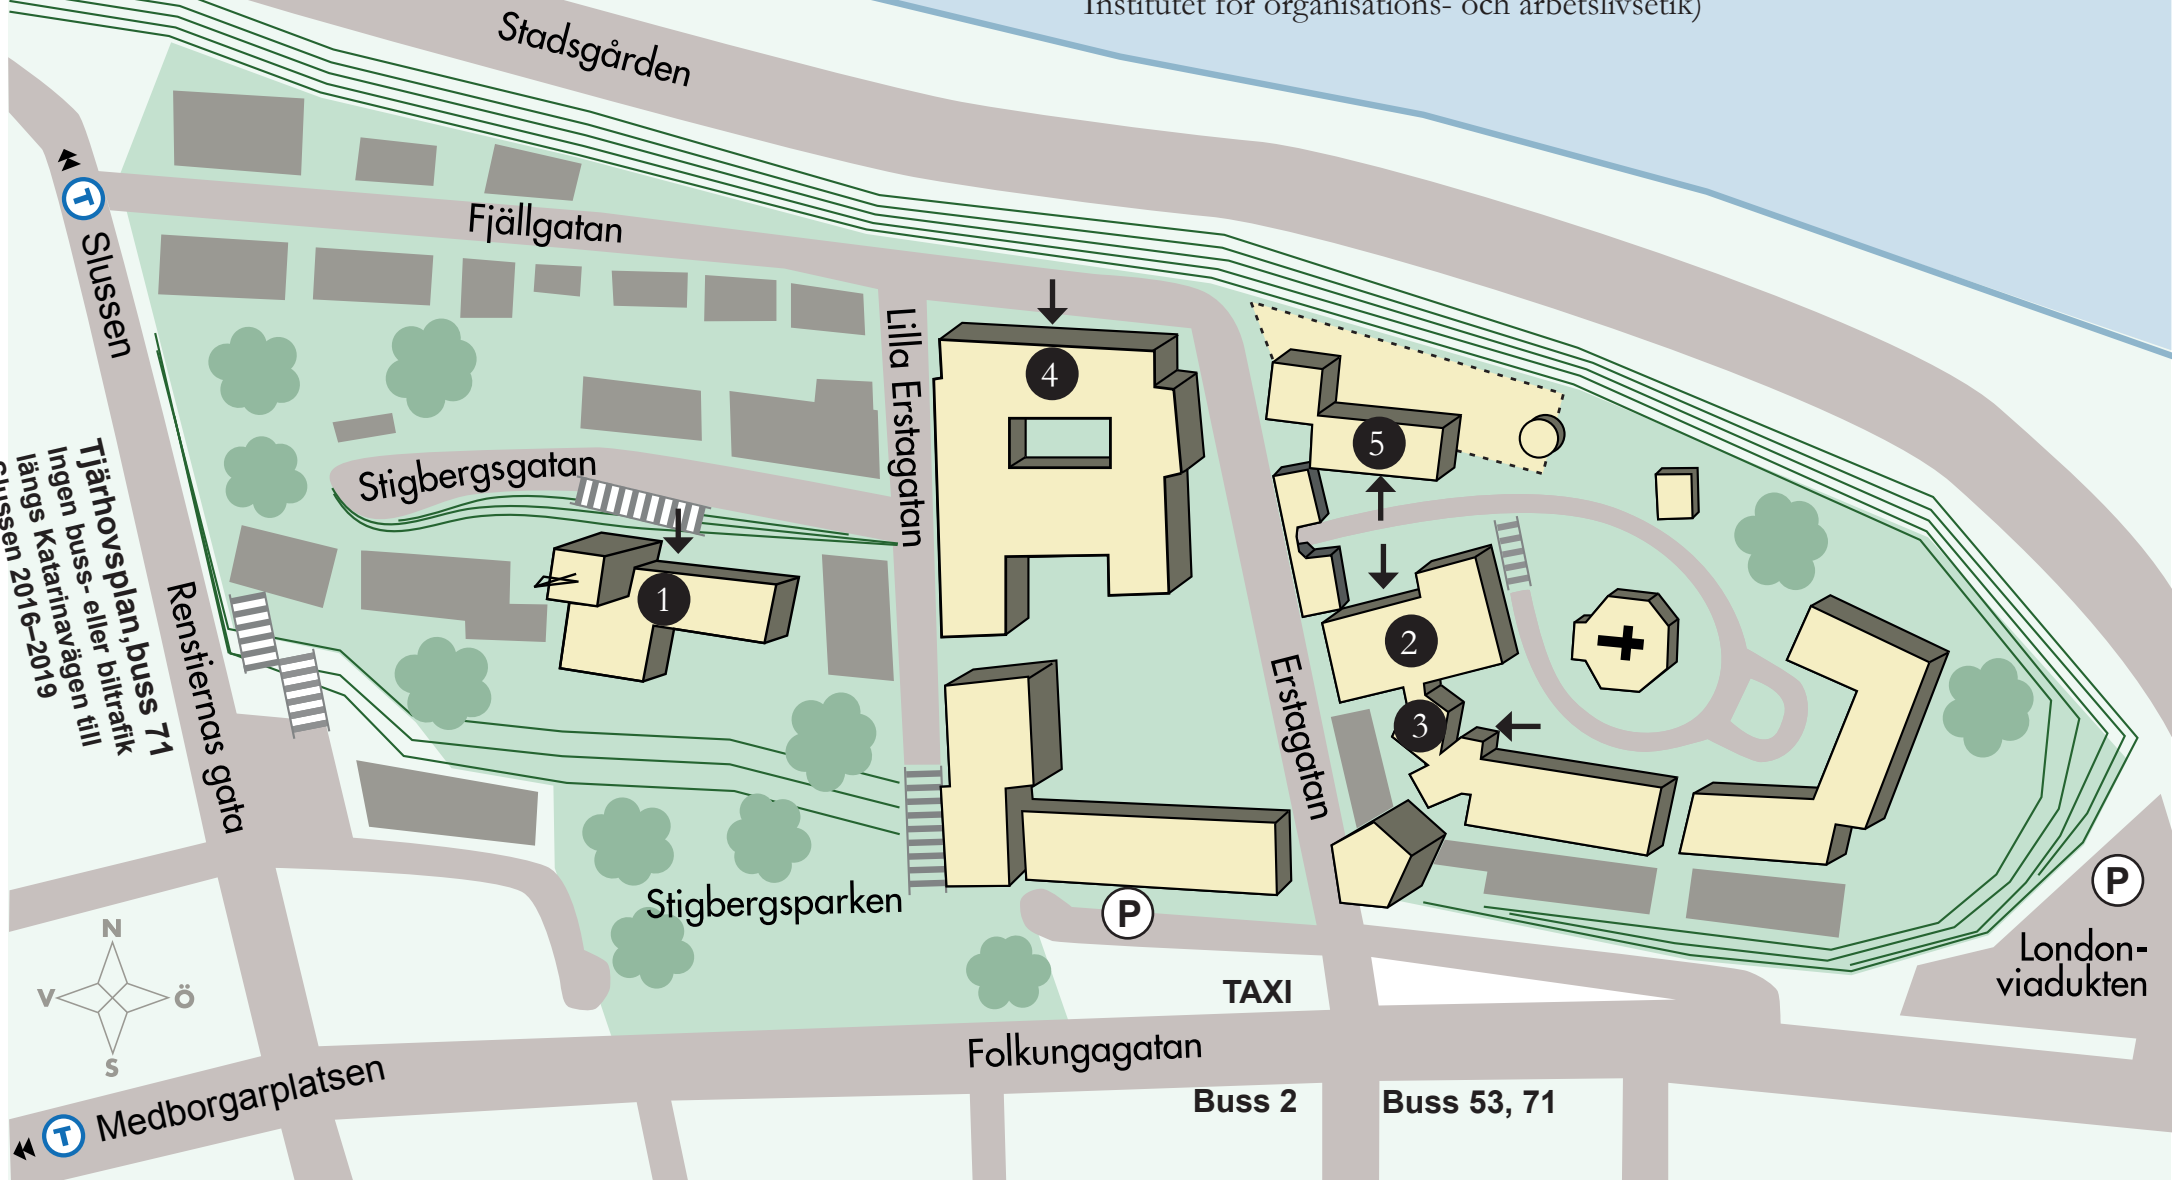 Institutet för organisations- och arbetslivsetik)
Stadsgården
T
Fjällgatan
Slussen
Lilla Erstagatan
4
5
Stigbergsgatan
Tjärhovsplan,buss 71
Ingen buss- eller biltrafik
längs Katarinavägen till
Slussen 2016–2019
1
2
3
Renstiernas gata
Erstagatan
Stigbergsparken
P
P
London-
viadukten
N
V
Ö
S
TAXI
Folkungagatan
T Medborgarplatsen
Buss 2
Buss 53, 71